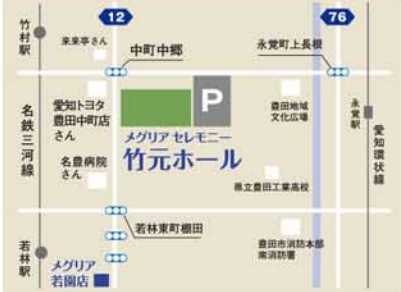 12
76
竹村駅
来来亭さん
中町中郷
永覚町上長根
P
愛知トヨタ
豊田中町店
さん
豊田地域
文化広場
永覚駅
名鉄三河線
愛知環状線
メグリア セレモニー
竹元ホール
名豊病院
さん
県立豊田工業高校
若林東町棚田
若林駅
メグリア
若園店
豊田市消防本部
南消防署